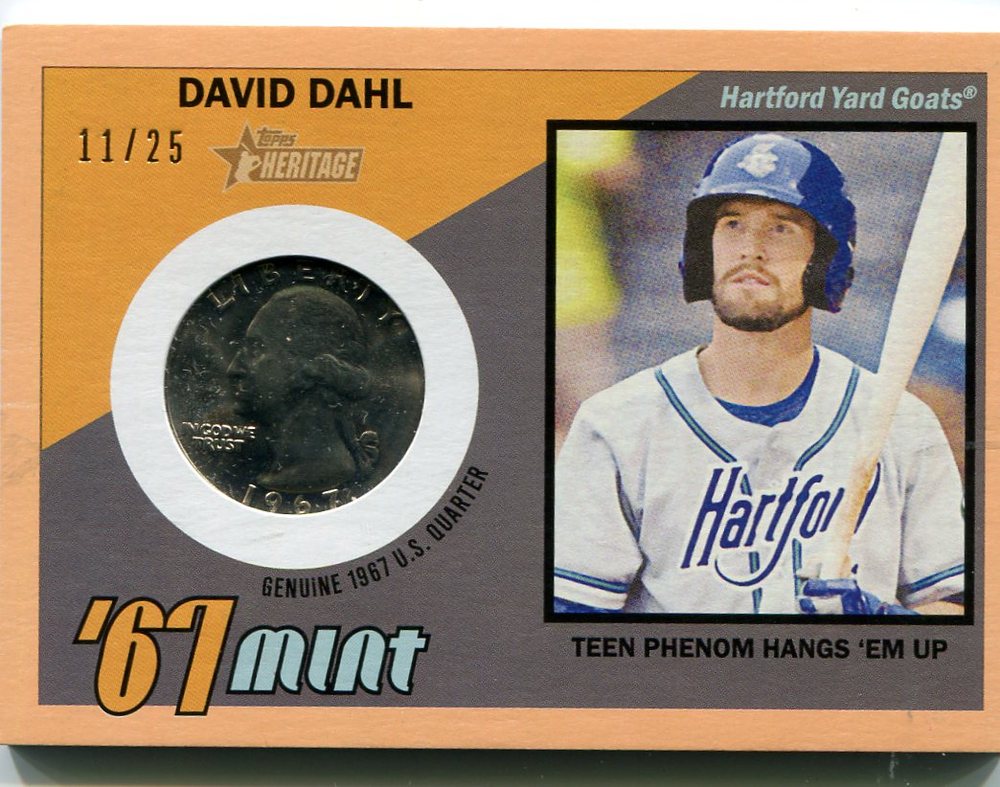 DAVID DAHL
Hartford Yard Goats®
11/25
topps
HERITAGE
LIBERTY
IN GOD WE
TRUST
1967
GENUINE 1967 U.S. QUARTER
Hartford
'67 mint
TEEN PHENOM HANGS 'EM UP